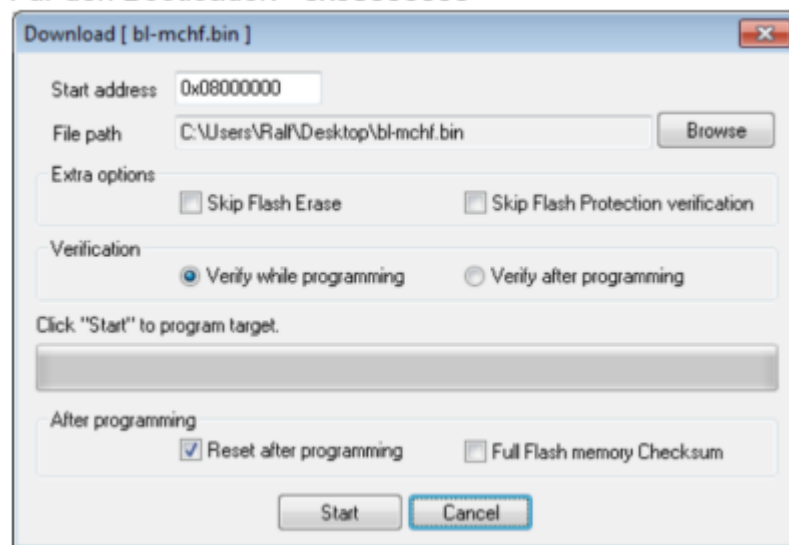 Download [ bl-mchf.bin ]
Start address 0x08000000
File path C:\Users\Ralf\Desktop\bl-mchf.bin Browse
Extra options
Skip Flash Erase Skip Flash Protection verification
Verification
Verify while programming Verify after programming
Click "Start" to program target.
After programming
Reset after programming Full Flash memory Checksum
Start Cancel